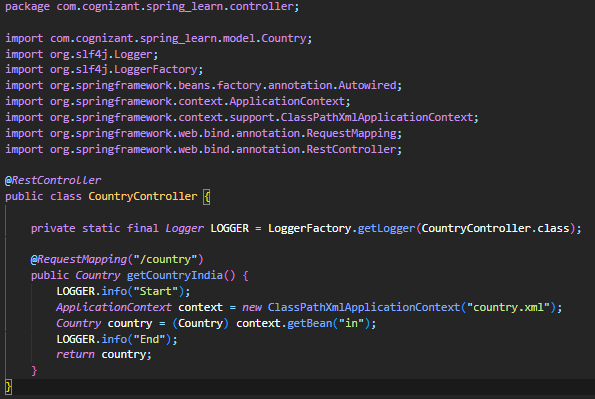 package com.cognizant.spring_learn.controller;
import com.cognizant.spring_learn.model.Country;
import org.slf4j.Logger;
import org.slf4j.LoggerFactory;
import org.springframework.beans.factory.annotation.Autowired;
import org.springframework.context.ApplicationContext;
import org.springframework.context.support.ClassPathXmlApplicationContext;
import org.springframework.web.bind.annotation.RequestMapping;
import org.springframework.web.bind.annotation.RestController;
@RestController
public class CountryController {
    private static final Logger LOGGER = LoggerFactory.getLogger(CountryController.class);
    @RequestMapping("/country")
    public Country getCountryIndia() {
        LOGGER.info("Start");
        ApplicationContext context = new ClassPathXmlApplicationContext("country.xml");
        Country country = (Country) context.getBean("in");
        LOGGER.info("End");
        return country;
    }
}